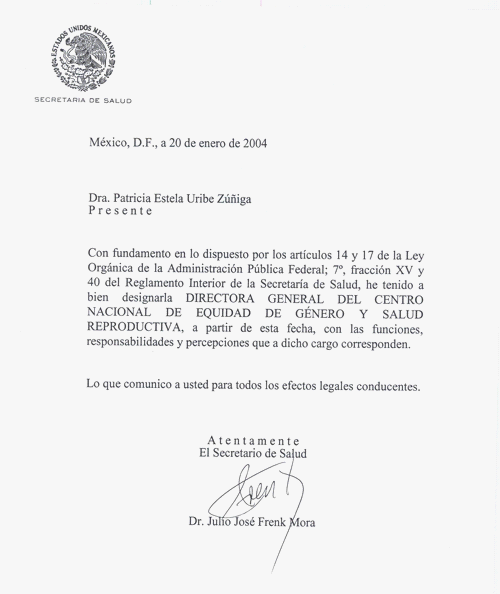 ESTADOS UNIDOS MEXICANOS
SECRETARIA DE SALUD
México, D.F., a 20 de enero de 2004
Dra. Patricia Estela Uribe Zúñiga
P r e s e n t e
Con fundamento en lo dispuesto por los artículos 14 y 17 de la Ley
Orgánica de la Administración Pública Federal; 7º, fracción XV y
40 del Reglamento Interior de la Secretaría de Salud, he tenido a
bien designarla DIRECTORA GENERAL DEL CENTRO
NACIONAL DE EQUIDAD DE GÉNERO Y SALUD
REPRODUCTIVA, a partir de esta fecha, con las funciones,
responsabilidades y percepciones que a dicho cargo corresponden.
Lo que comunico a usted para todos los efectos legales conducentes.
A t e n t a m e n t e
El Secretario de Salud
Frenk
Dr. Julio José Frenk Mora